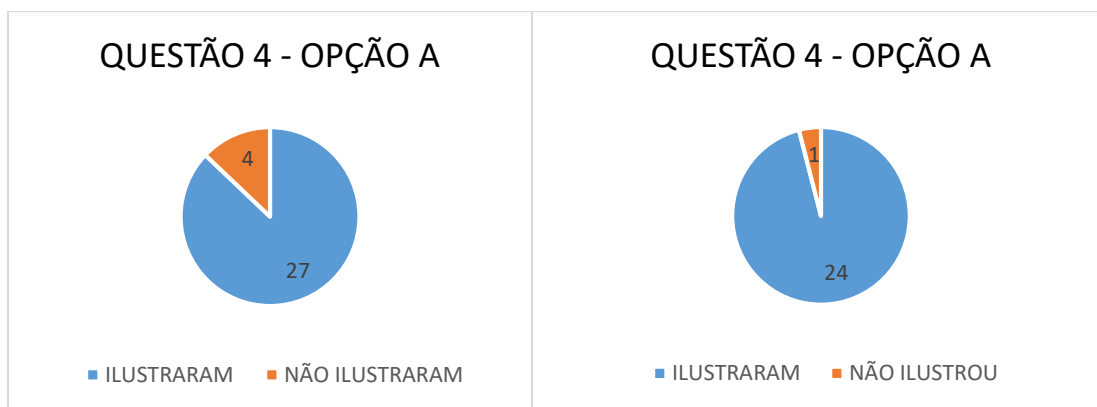 QUESTÃO 4 - OPÇÃO A
4
27
ILUSTRARAM NÃO ILUSTRARAM
QUESTÃO 4 - OPÇÃO A
1
24
ILUSTRARAM NÃO ILUSTROU